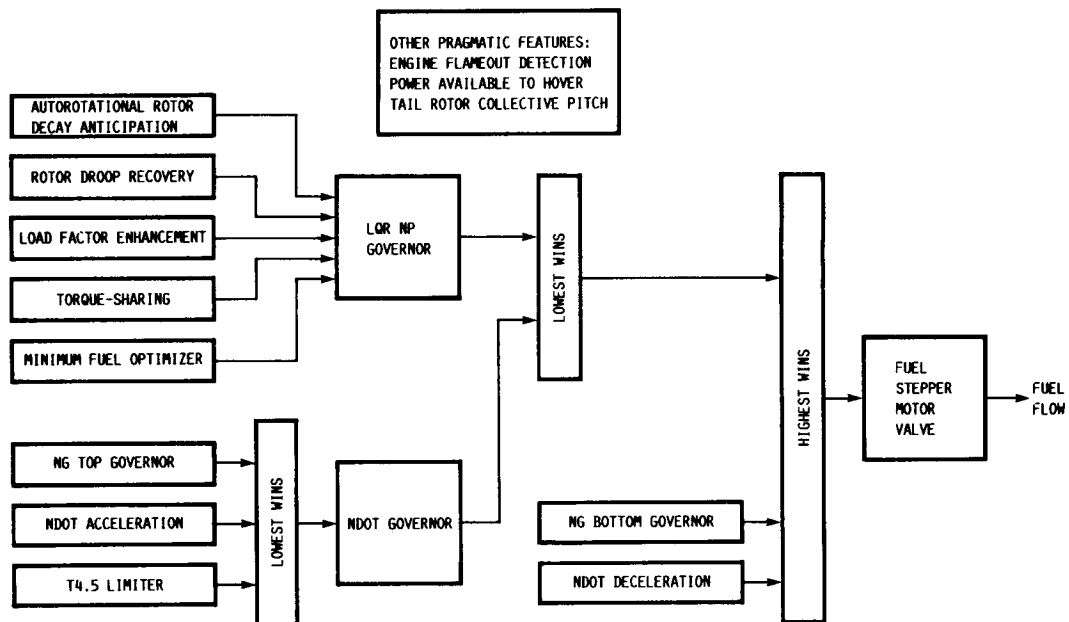 OTHER PRAGMATIC FEATURES:
ENGINE FLAMEOUT DETECTION
POWER AVAILABLE TO HOVER
TAIL ROTOR COLLECTIVE PITCH
AUTOROTATIONAL ROTOR
DECAY ANTICIPATION
ROTOR DROOP RECOVERY
LOAD FACTOR ENHANCEMENT
TORQUE-SHARING
MINIMUM FUEL OPTIMIZER
LQR NP
GOVERNOR
LOWEST WINS
NG TOP GOVERNOR
NDOT ACCELERATION
T4.5 LIMITER
LOWEST WINS
NDOT GOVERNOR
NG BOTTOM GOVERNOR
NDOT DECELERATION
HIGHEST WINS
FUEL
STEPPER
MOTOR
VALVE
FUEL
FLOW